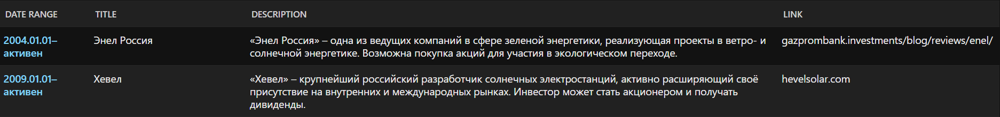 DATE RANGE TITLE DESCRIPTION LINK
2004.01.01–
активен
Энел Россия
«Энел Россия» – одна из ведущих компаний в сфере зеленой энергетики, реализующая проекты в ветро- и
солнечной энергетике. Возможна покупка акций для участия в экологическом переходе.
gazprombank.investments/blog/reviews/enel/
2009.01.01–
активен
Хевел
«Хевел» – крупнейший российский разработчик солнечных электростанций, активно расширяющий своё
присутствие на внутренних и международных рынках. Инвестор может стать акционером и получать
дивиденды.
hevelsolar.com